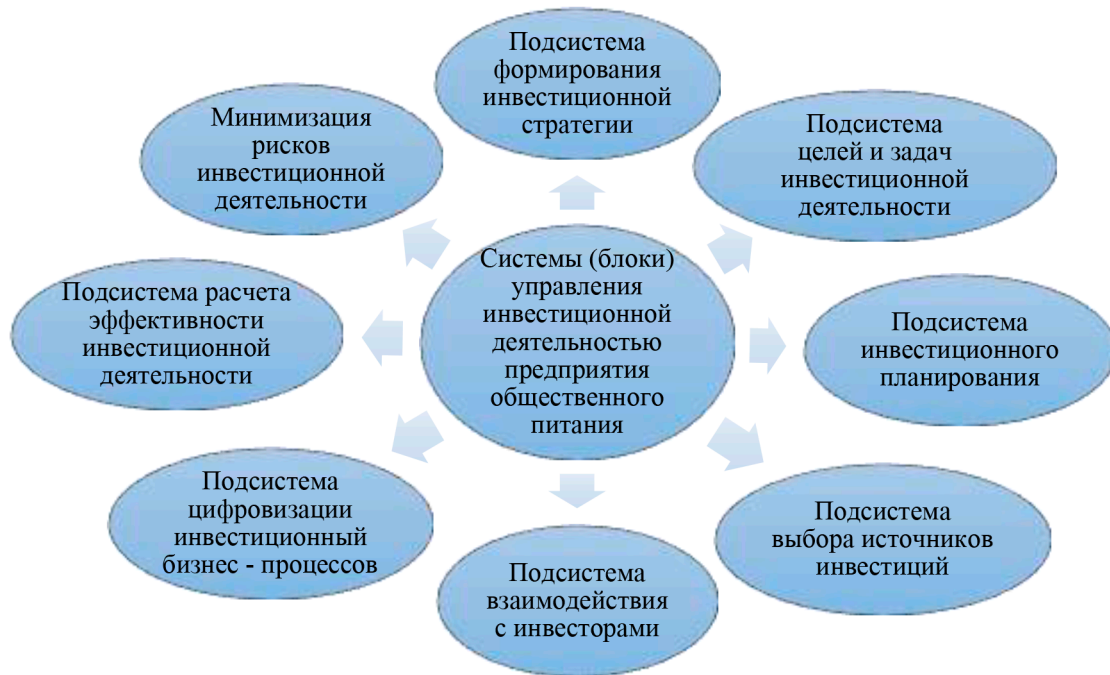 Подсистема
формирования
инвестиционной
стратегии
Подсистема
целей и задач
инвестиционной
деятельности
Подсистема
инвестиционного
планирования
Подсистема
выбора источников
инвестиций
Подсистема
взаимодействия
с инвесторами
Подсистема
цифровизации
инвестиционный
бизнес - процессов
Подсистема расчета
эффективности
инвестиционной
деятельности
Минимизация
рисков
инвестиционной
деятельности
Системы (блоки)
управления
инвестиционной
деятельностью
предприятия
общественного
питания